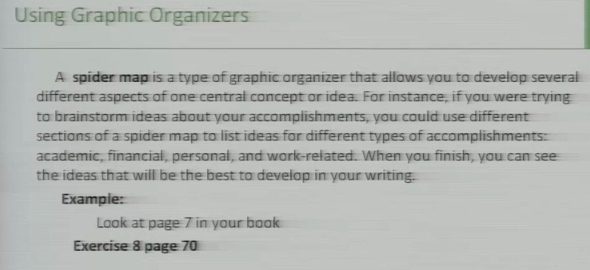 Using Graphic Organizers
A spider map is a type of graphic organizer that allows you to develop several
different aspects of one central concept or idea. For instance, if you were trying
to brainstorm ideas about your accomplishments, you could use different
sections of a spider map to list ideas for different types of accomplishments:
academic, financial, personal, and work-related. When you finish, you can see
the ideas that will be the best to develop in your writing.
Example:
Look at page 7 in your book
Exercise 8 page 70